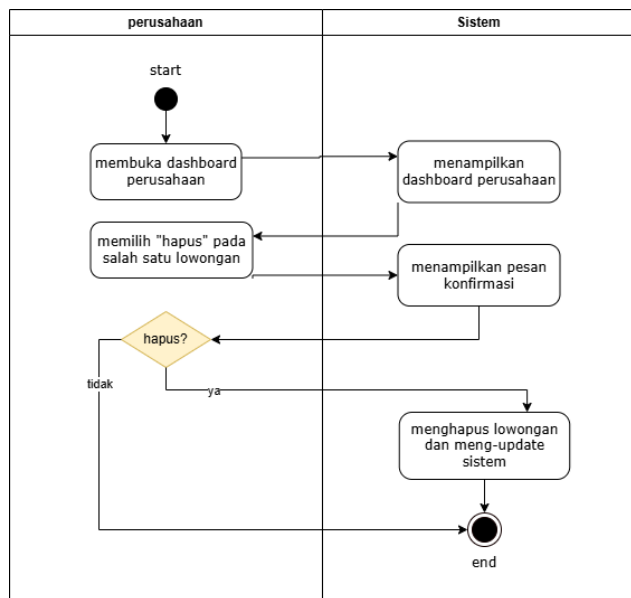 perusahaan
Sistem
start
membuka dashboard
perusahaan
menampilkan
dashboard perusahaan
memilih "hapus" pada
salah satu lowongan
menampilkan pesan
konfirmasi
hapus?
tidak
ya
menghapus lowongan
dan meng-update
sistem
end